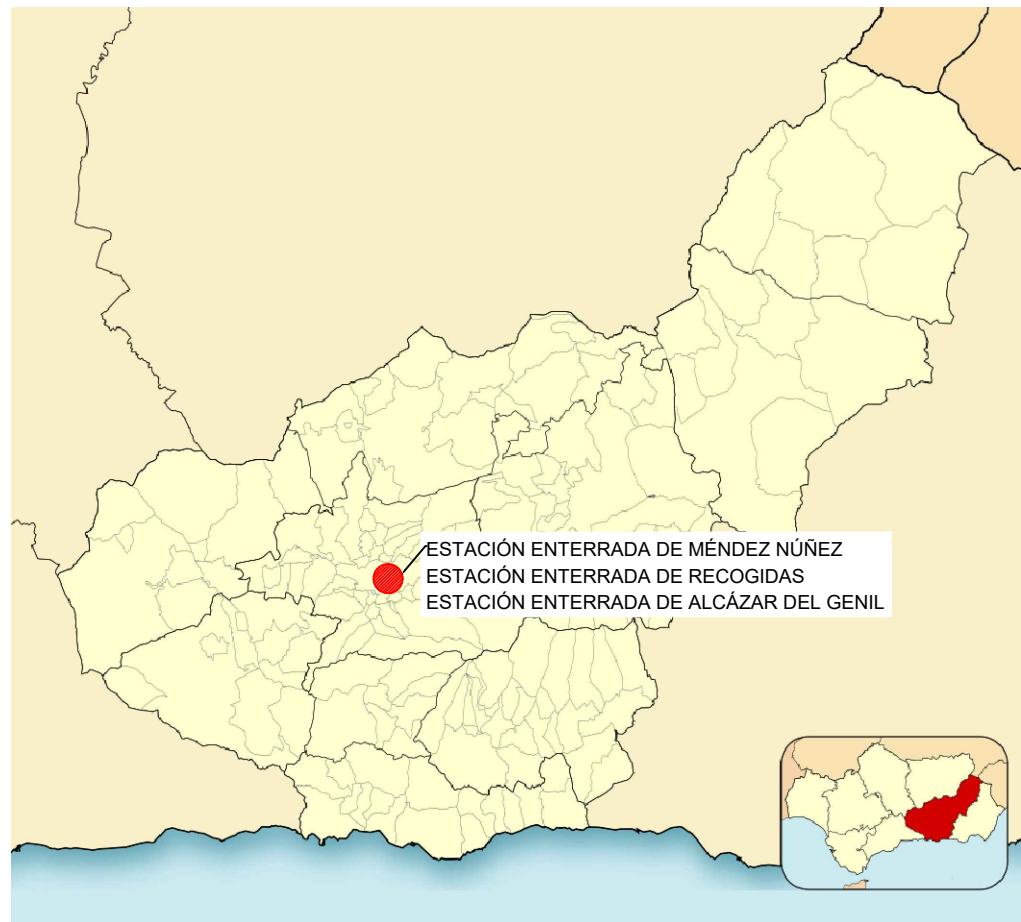 ESTACIÓN ENTERRADA DE MÉNDEZ NÚÑEZ
ESTACIÓN ENTERRADA DE RECOGIDAS
ESTACIÓN ENTERRADA DE ALCÁZAR DEL GENIL